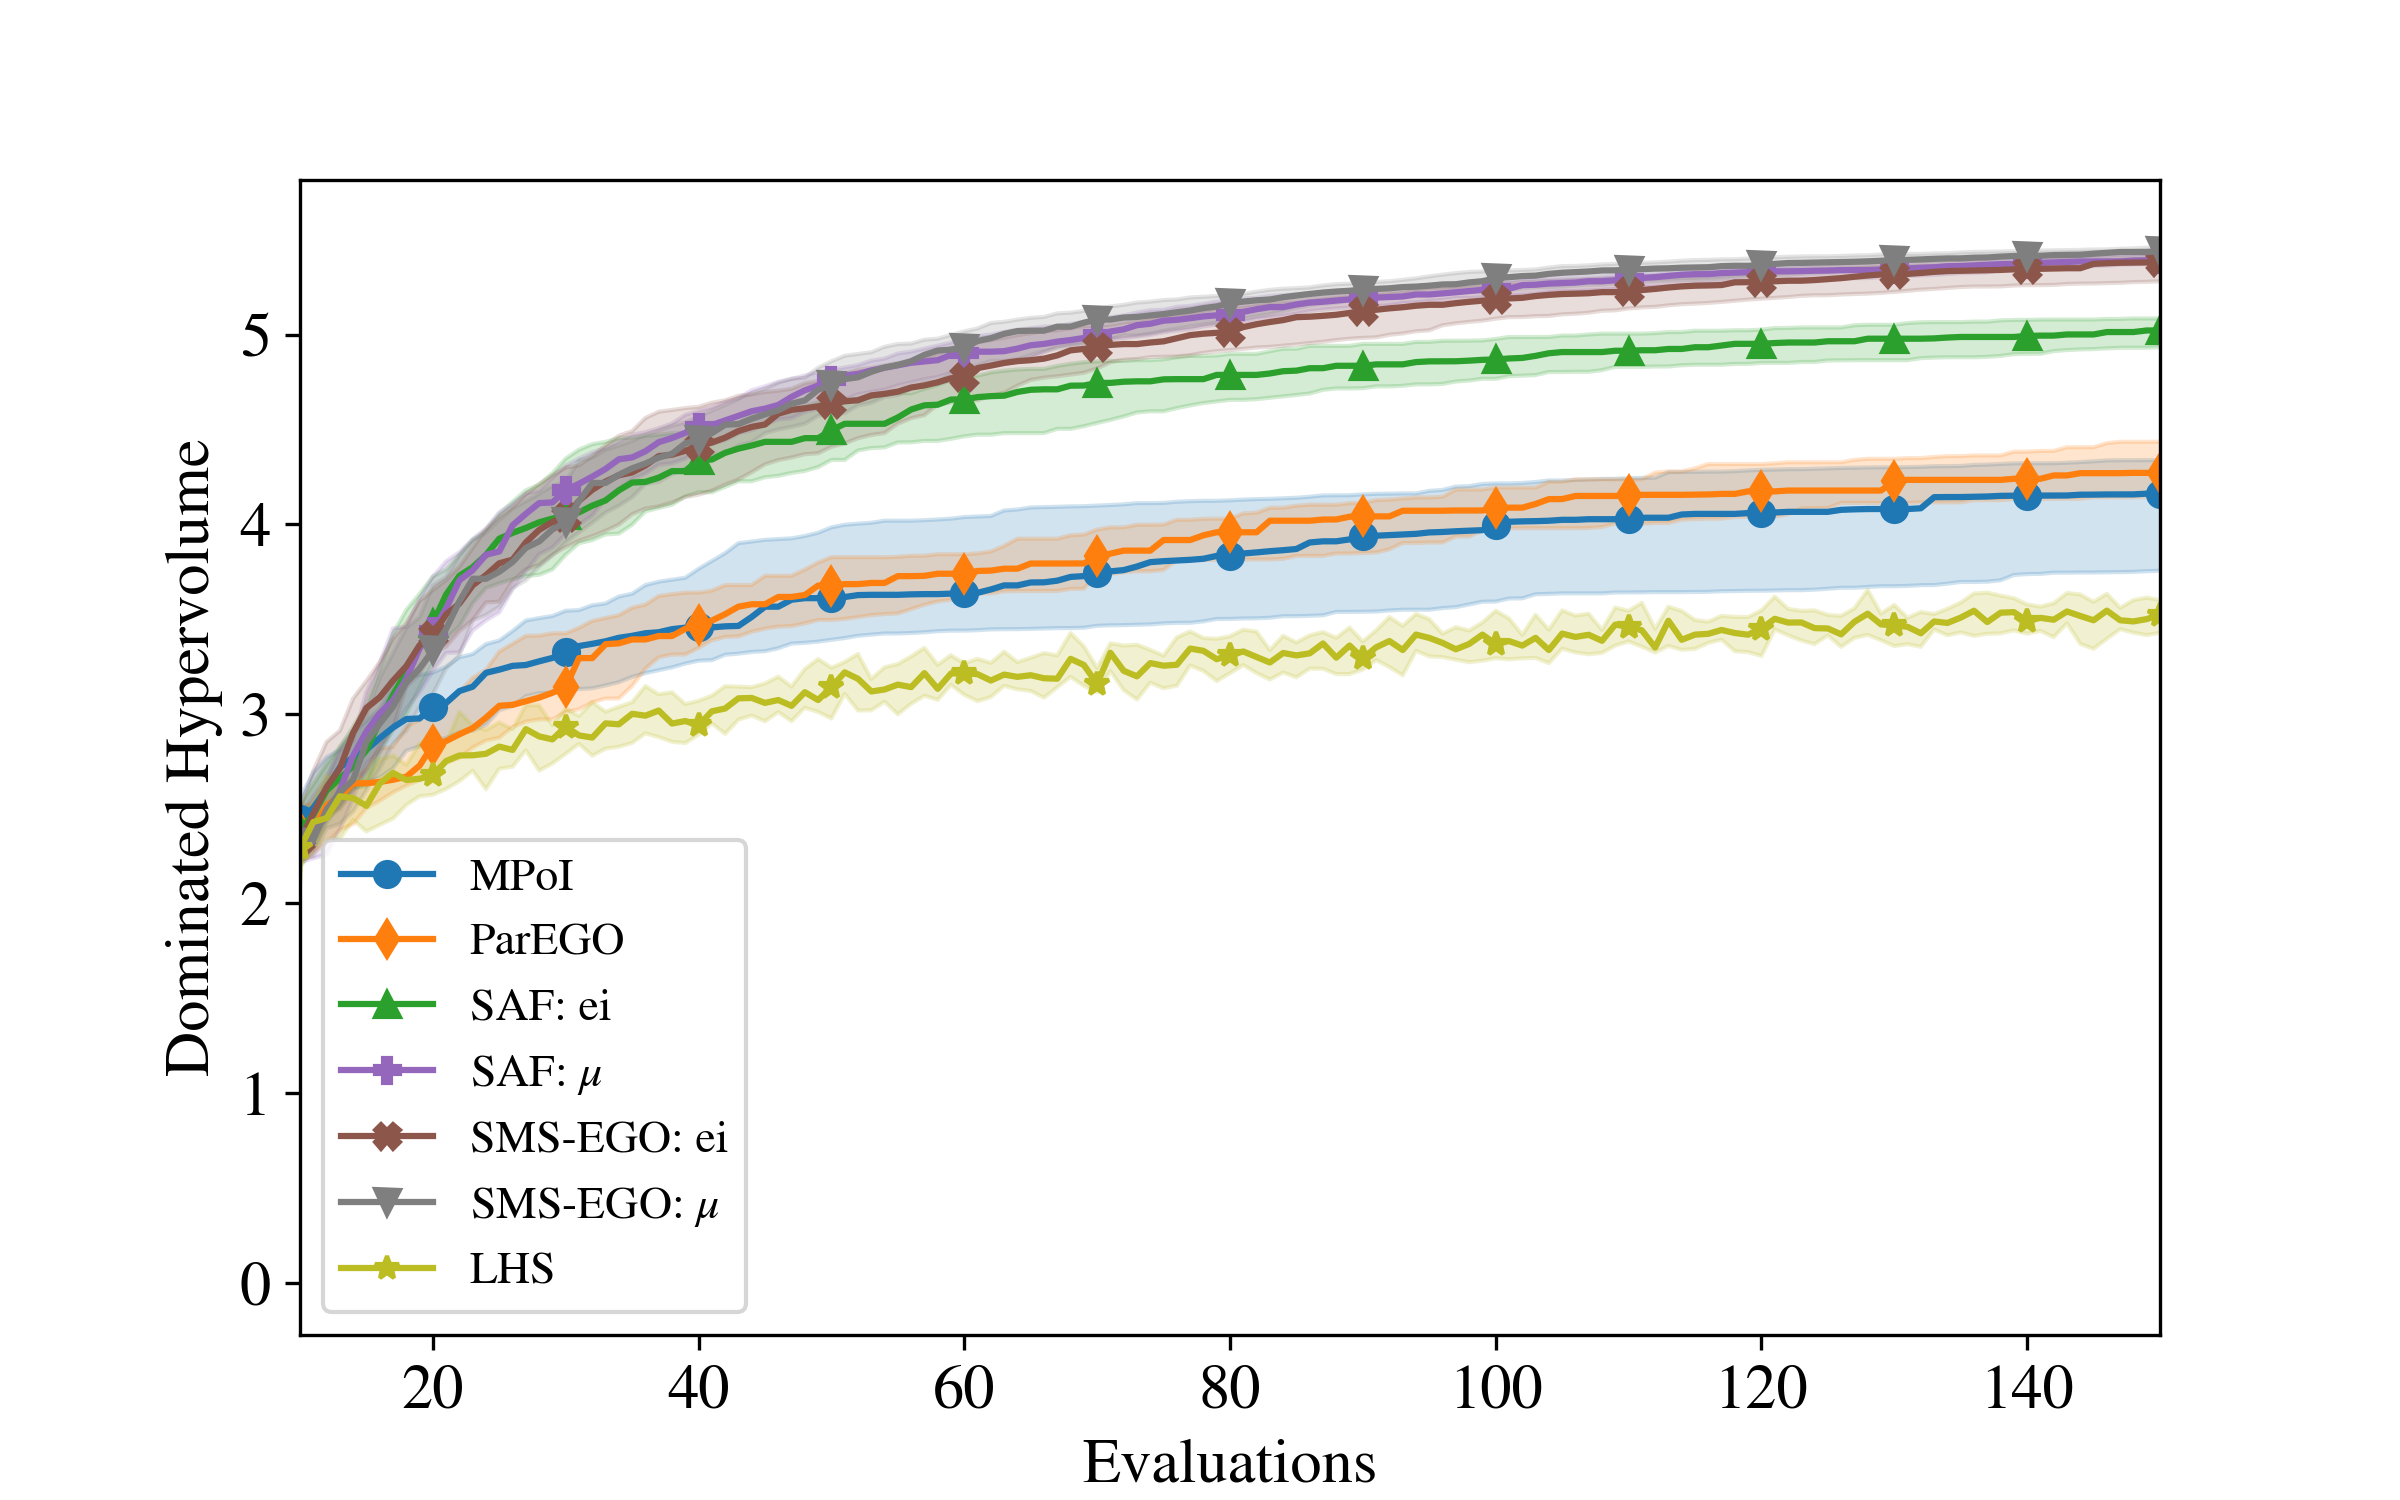 Dominated Hypervolume
5
4
3
2
1
0
MPoI
ParEGO
SAF: ei
SAF: μ
SMS-EGO: ei
SMS-EGO: μ
LHS
20 40 60 80 100 120 140
Evaluations